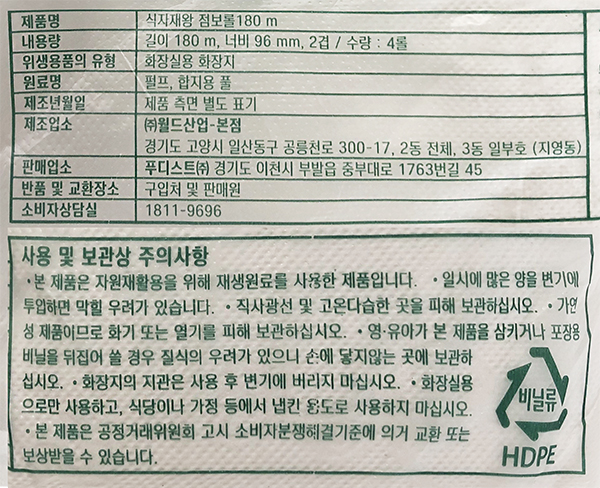 제품명 식자재왕 점보롤180 m
내용량 길이 180 m, 너비 96 mm, 2겹 / 수량 : 4롤
위생용품의 유형 화장실용 화장지
원료명 펄프, 합지용 풀
제조년월일 제품 측면 별도 표기
제조업소 ㈜월드산업-본점
경기도 고양시 일산동구 공릉천로 300-17, 2동 전체, 3동 일부호 (지영동)
판매업소 푸디스트㈜ 경기도 이천시 부발읍 중부대로 1763번길 45
반품 및 교환장소 구입처 및 판매원
소비자상담실 1811-9696
사용 및 보관상 주의사항
•본 제품은 자원재활용을 위해 재생원료를 사용한 제품입니다. •일시에 많은 양을 변기에
투입하면 막힐 우려가 있습니다. •직사광선 및 고온다습한 곳을 피해 보관하십시오. •가연
성 제품이므로 화기 또는 열기를 피해 보관하십시오. •영·유아가 본 제품을 삼키거나 포장용
비닐을 뒤집어 쓸 경우 질식의 우려가 있으니 손에 닿지않는 곳에 보관하
십시오. •화장지의 지관은 사용 후 변기에 버리지 마십시오. •화장실용
으로만 사용하고, 식당이나 가정 등에서 냅킨 용도로 사용하지 마십시오.
•본 제품은 공정거래위원회 고시 소비자분쟁해결기준에 의거 교환 또는
보상받을 수 있습니다.
비닐류
HDPE